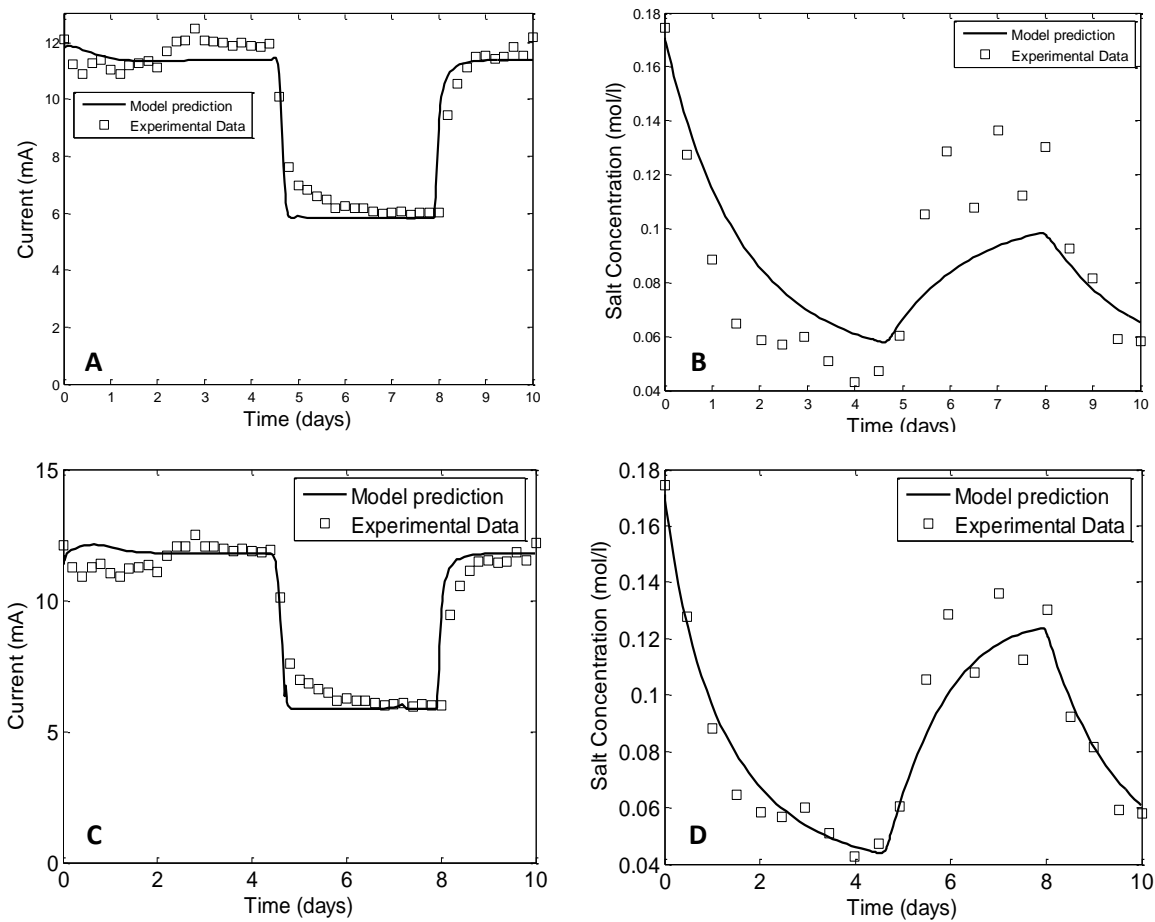 12
10
8
6
4
2
0
Current (mA)
Model prediction
Experimental Data
A
0 1 2 3 4 5 6 7 8 9 10
Time (days)
0.18
0.16
0.14
0.12
0.1
0.08
0.06
0.04
Salt Concentration (mol/l)
Model prediction
Experimental Data
B
0 1 2 3 4 5 6 7 8 9 10
Time (days)
15
10
5
0
Current (mA)
Model prediction
Experimental Data
C
0 2 4 6 8 10
Time (days)
0.18
0.16
0.14
0.12
0.1
0.08
0.06
0.04
Salt Concentration (mol/l)
Model prediction
Experimental Data
D
0 2 4 6 8 10
Time (days)